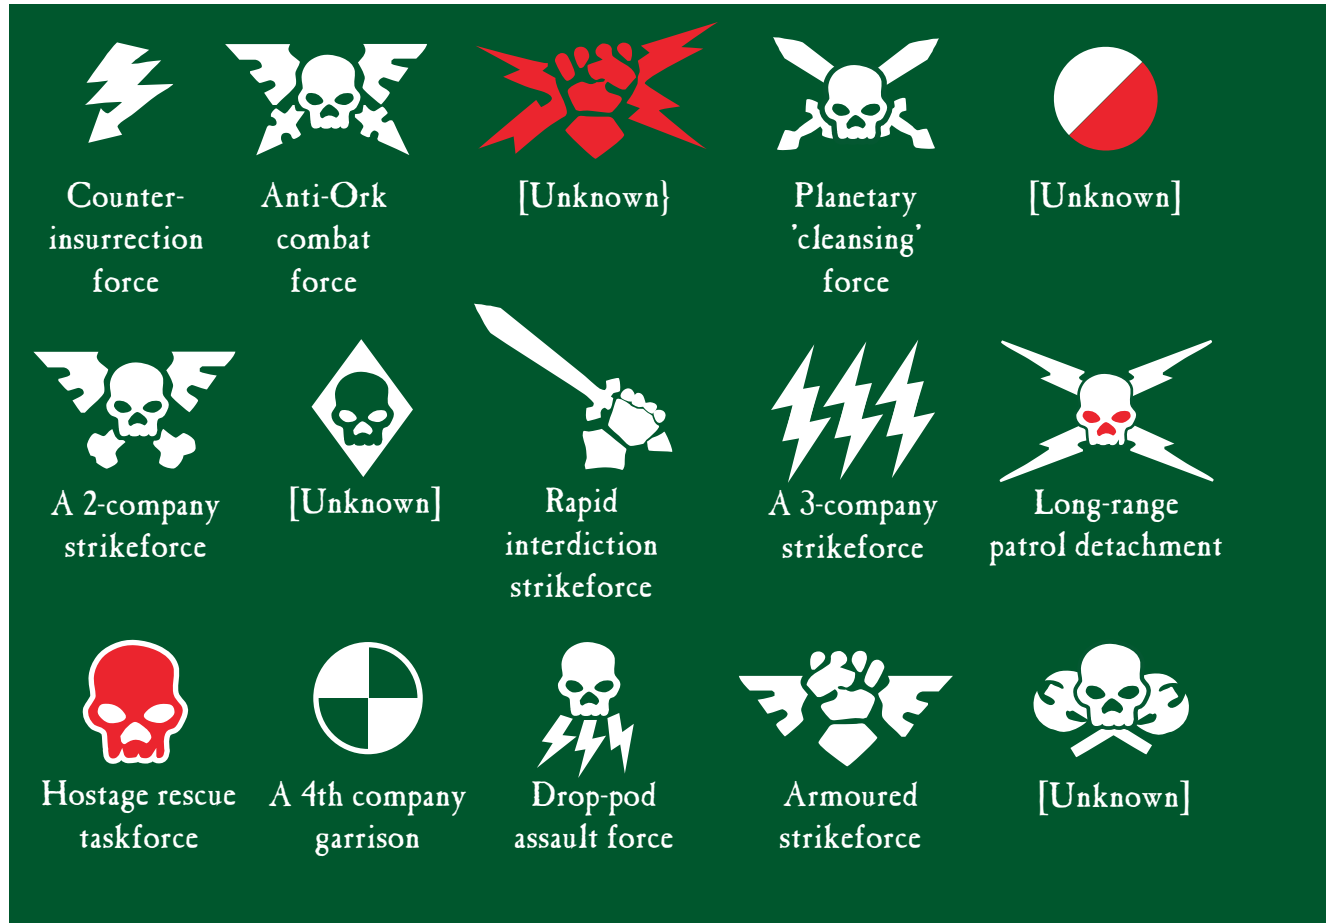 Counter-
insurrection
force
Anti-Ork
combat
force
[Unknown}
Planetary
'cleansing'
force
[Unknown]
A 2-company
strikeforce
[Unknown]
Rapid
interdiction
strikeforce
A 3-company
strikeforce
Long-range
patrol detachment
Hostage rescue
taskforce
A 4th company
garrison
Drop-pod
assault force
Armoured
strikeforce
[Unknown]